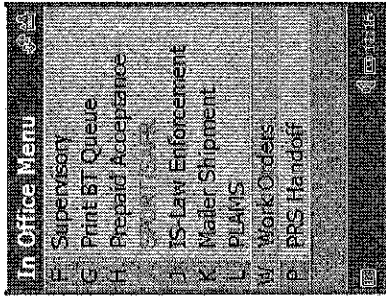 In Office Menu
F Supervisory
G Print BT Queue
H Prepaid Acceptance
J IS-Law Enforcement
K Mailer Shipment
L PLAMS
W Work Orders
P PRS Handoff